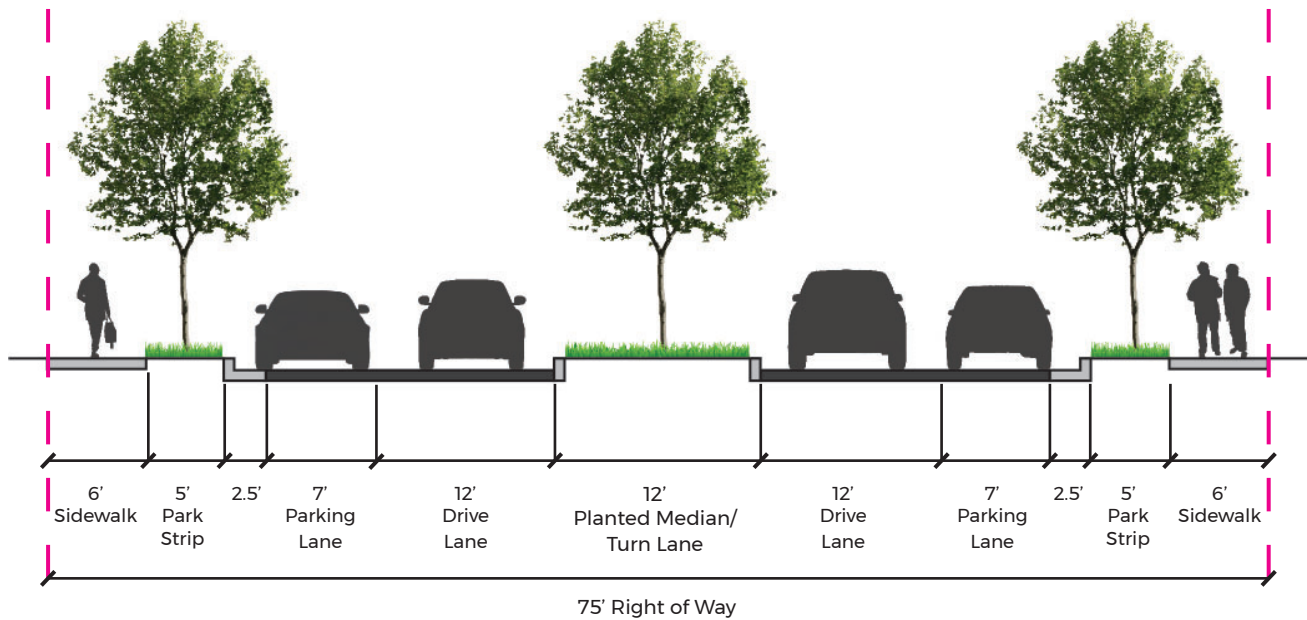 6’
Sidewalk
5’
Park
Strip
2.5’
7’
Parking
Lane
12’
Drive
Lane
12’
Planted Median/
Turn Lane
12’
Drive
Lane
7’
Parking
Lane
2.5’
5’
Park
Strip
6’
Sidewalk
75’ Right of Way